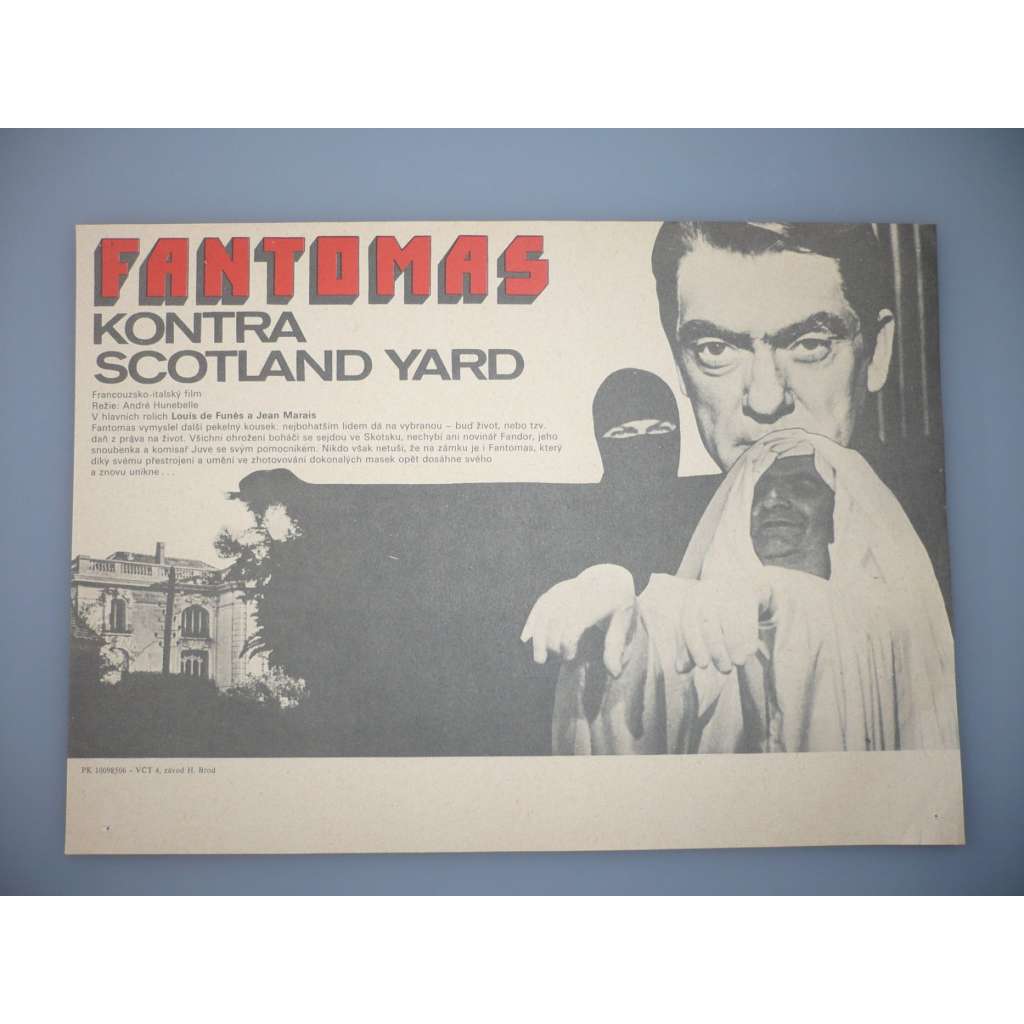 FANTOMAS
KONTRA
SCOTLAND YARD
Francouzsko-italský film
Režie: André Hunebelle
V hlavních rolích Louis de Funès a Jean Marais
Fantomas vymyslel další pekelný kousek: nejbohatším lidem dá na vybranou – buď život, nebo tzv.
daň z práva na život. Všichni ohrožení boháči se sejdou ve Skotsku, nechybí ani novinář Fandor, jeho
snoubenka a komisař Juve se svým pomocníkem. Nikdo však netuší, že na zámku je i Fantomas, který
díky svému přestrojení a umění ve zhotovování dokonalých masek opět dosáhne svého
a znovu unikne . . .
PK 10098506 – VČT 4, závod H. Brod